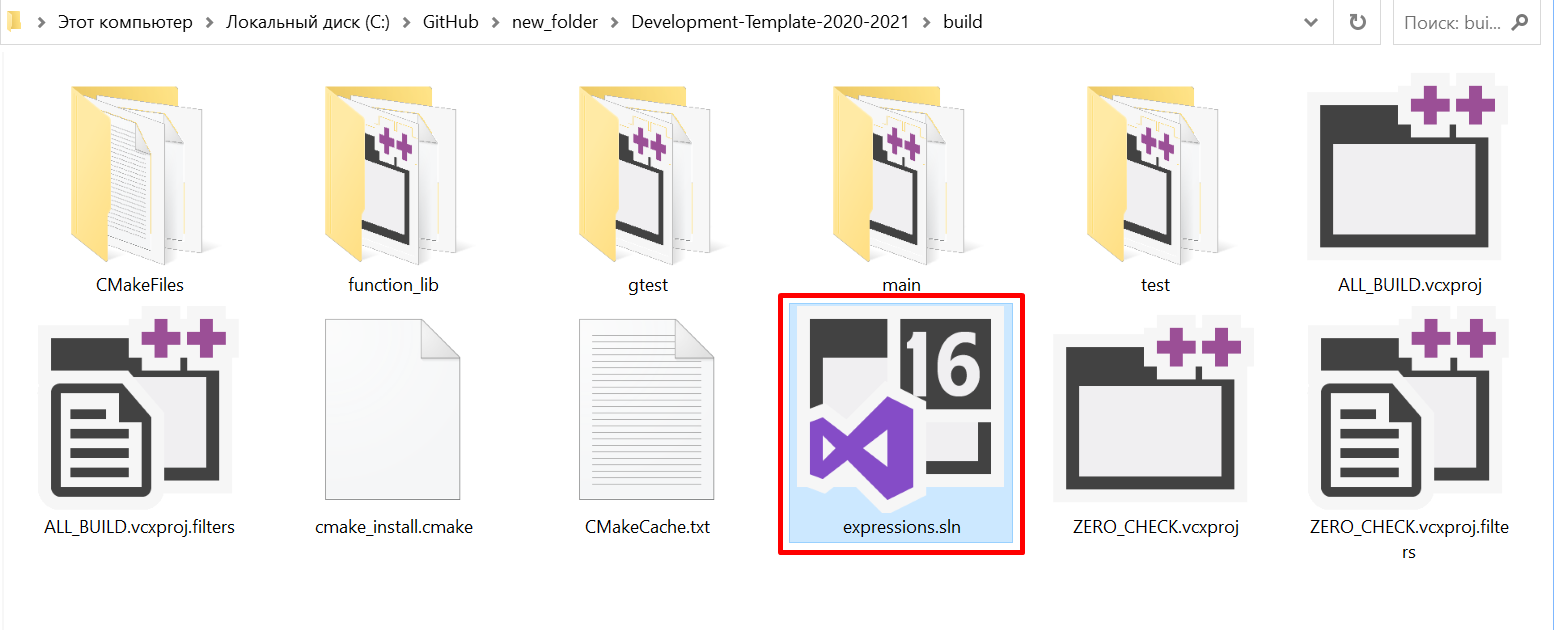 Этот компьютер > Локальный диск (C:) > GitHub > new_folder > Development-Template-2020-2021 > build
Поиск: bui...
CMakeFiles
function_lib
gtest
main
test
ALL_BUILD.vcxproj
16
ALL_BUILD.vcxproj.filters
cmake_install.cmake
CMakeCache.txt
expressions.sln
ZERO_CHECK.vcxproj
ZERO_CHECK.vcxproj.filte
rs